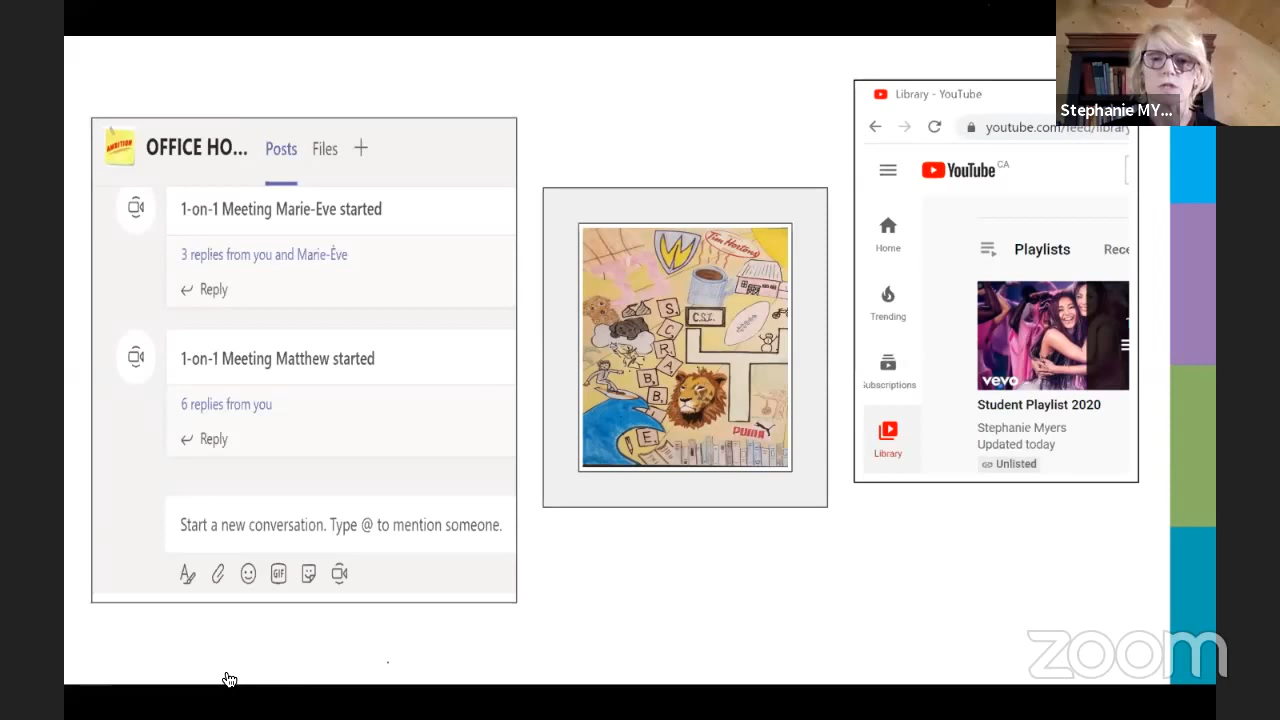 Stephanie MY...
AMBITION
OFFICE HO...
Posts
Files
1-on-1 Meeting Marie-Eve started
3 replies from you and Marie-Ève
Reply
1-on-1 Meeting Matthew started
6 replies from you
Reply
Start a new conversation. Type @ to mention someone.
GIF
W
Tim Hortons
C.S.I.
S
C
R
A
B
B
L
E
PUMA
Library - YouTube
youtube.com/feed/library
YouTube CA
Home
Trending
Subscriptions
Library
Playlists
Rece
vevo
Student Playlist 2020
Stephanie Myers
Updated today
Unlisted
zoom